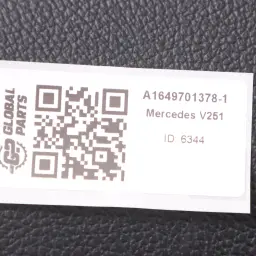 GLOBAL
PARTS
A1649701378-1
Mercedes V251
ID: 6344